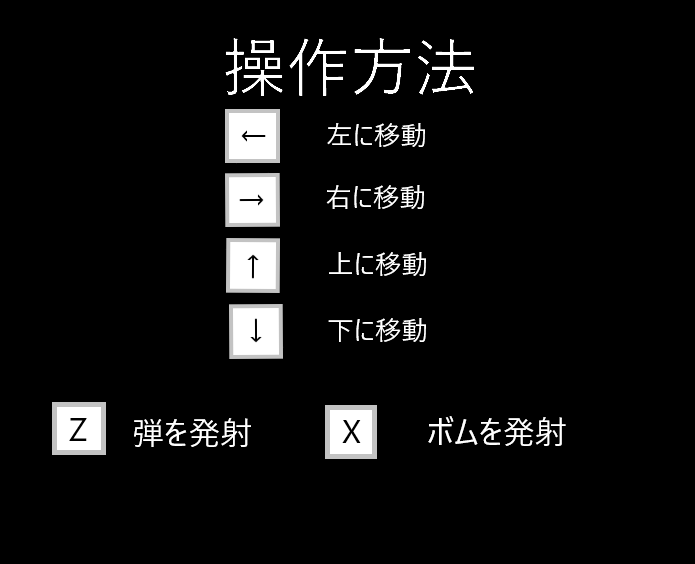 操作方法
← 左に移動
→ 右に移動
↑ 上に移動
↓ 下に移動
Z 弾を発射 X ボムを発射